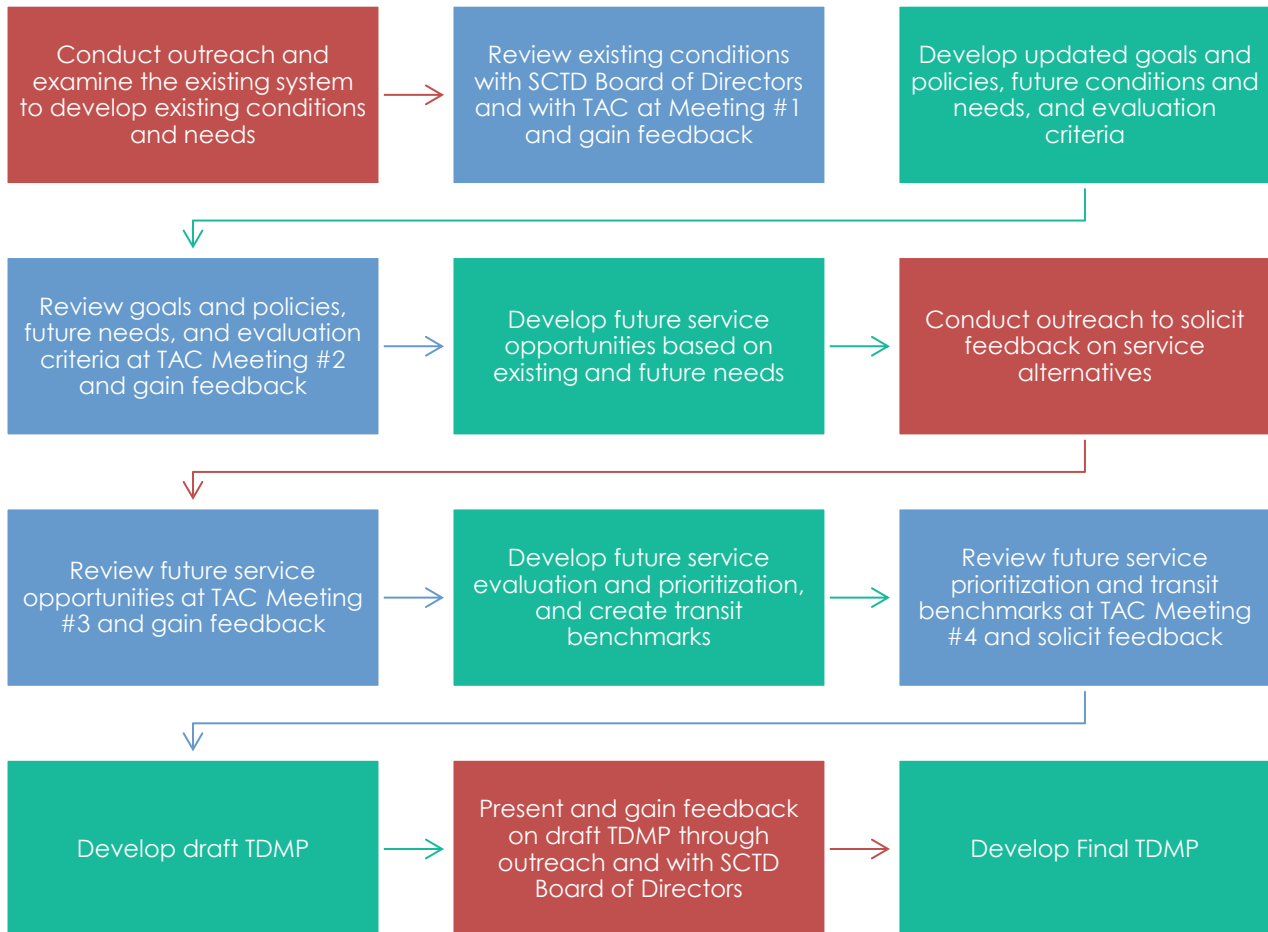 Conduct outreach and
examine the existing system
to develop existing conditions
and needs
Review existing conditions
with SCTD Board of Directors
and with TAC at Meeting #1
and gain feedback
Develop updated goals and
policies, future conditions and
needs, and evaluation
criteria
Review goals and policies,
future needs, and evaluation
criteria at TAC Meeting #2
and gain feedback
Develop future service
opportunities based on
existing and future needs
Conduct outreach to solicit
feedback on service
alternatives
Review future service
opportunities at TAC Meeting
#3 and gain feedback
Develop future service
evaluation and prioritization,
and create transit
benchmarks
Review future service
prioritization and transit
benchmarks at TAC Meeting
#4 and solicit feedback
Develop draft TDMP
Present and gain feedback
on draft TDMP through
outreach and with SCTD
Board of Directors
Develop Final TDMP